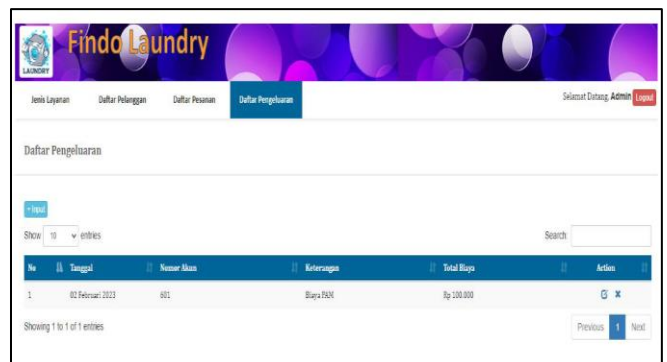 Findo Laundry
LAUNDRY
Jenis Layanan Daftar Pelanggan Daftar Pesanan Daftar Pengeluaran Selamat Datang, Admin Logout
Daftar Pengeluaran
+ Input
Show 10 entries Search:
No Tanggal Nomor Akun Keterangan Total Biaya Action
1 02 Februari 2023 601 Biaya PAM Rp 100.000
Showing 1 to 1 of 1 entries Previous 1 Next